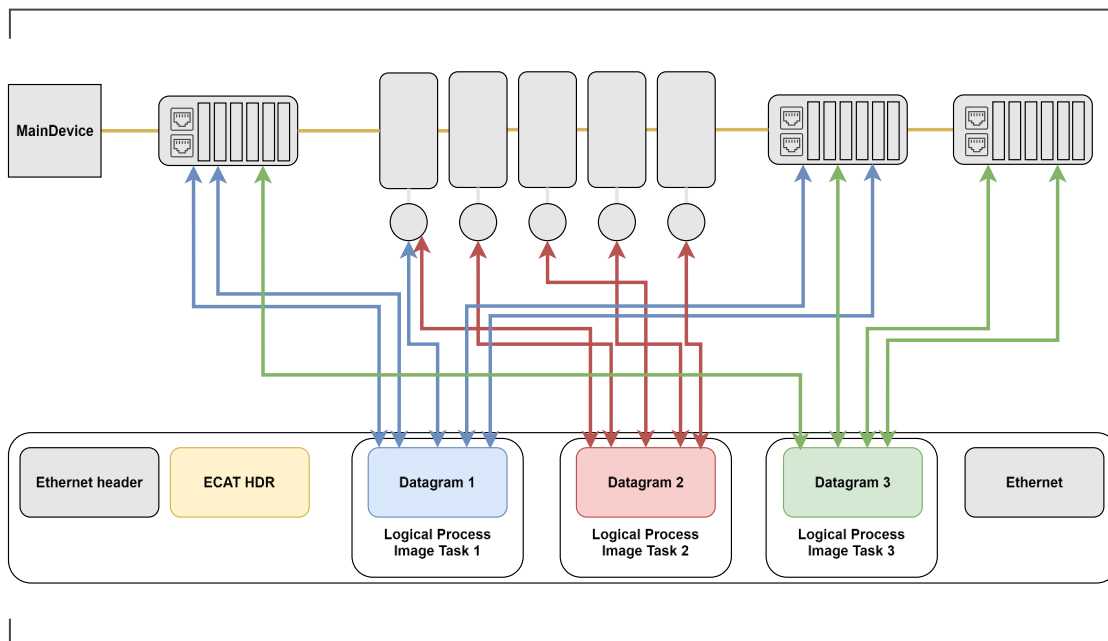 MainDevice
Ethernet header
ECAT HDR
Datagram 1
Datagram 2
Datagram 3
Ethernet
Logical Process
Image Task 1
Logical Process
Image Task 2
Logical Process
Image Task 3